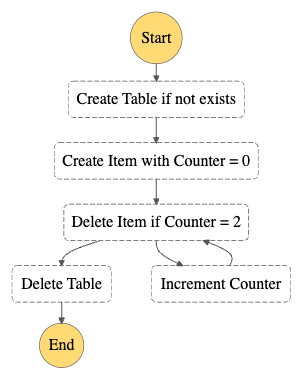 Start
Create Table if not exists
Create Item with Counter = 0
Delete Item if Counter = 2
Delete Table
Increment Counter
End